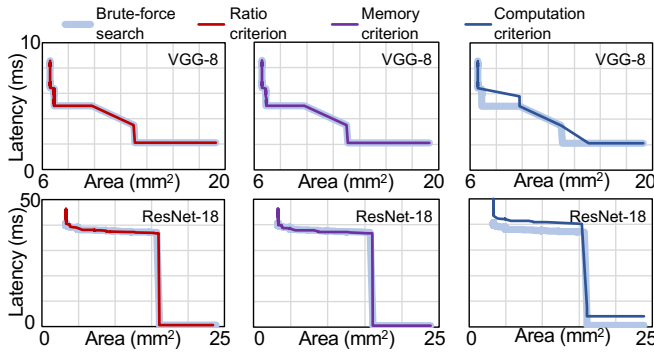 Brute-force search
Ratio criterion
Memory criterion
Computation criterion
10
Latency (ms)
0
VGG-8
VGG-8
VGG-8
6 Area (mm²) 20
6 Area (mm²) 20
6 Area (mm²) 20
50
Latency (ms)
0
ResNet-18
ResNet-18
ResNet-18
0 Area (mm²) 25
0 Area (mm²) 25
0 Area (mm²) 25